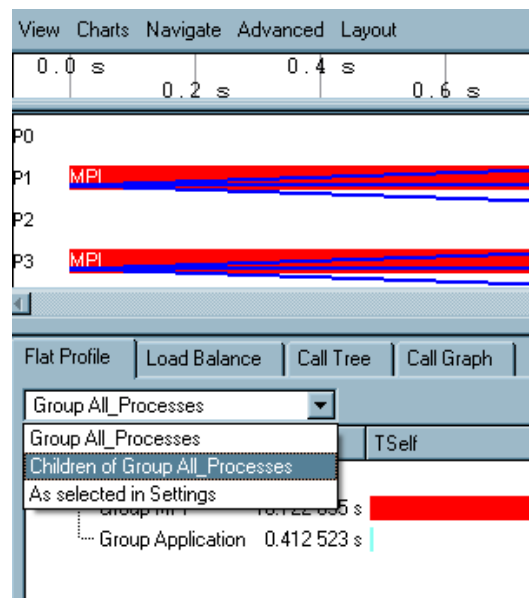 View Charts Navigate Advanced Layout
0.0 s 0.4 s
0.2 s 0.6 s
P0
P1 MPI
P2
P3 MPI
Flat Profile Load Balance Call Tree Call Graph
Group All_Processes
Group All_Processes TSelf
Children of Group All_Processes
As selected in Settings
Group Application 0.412 523 s